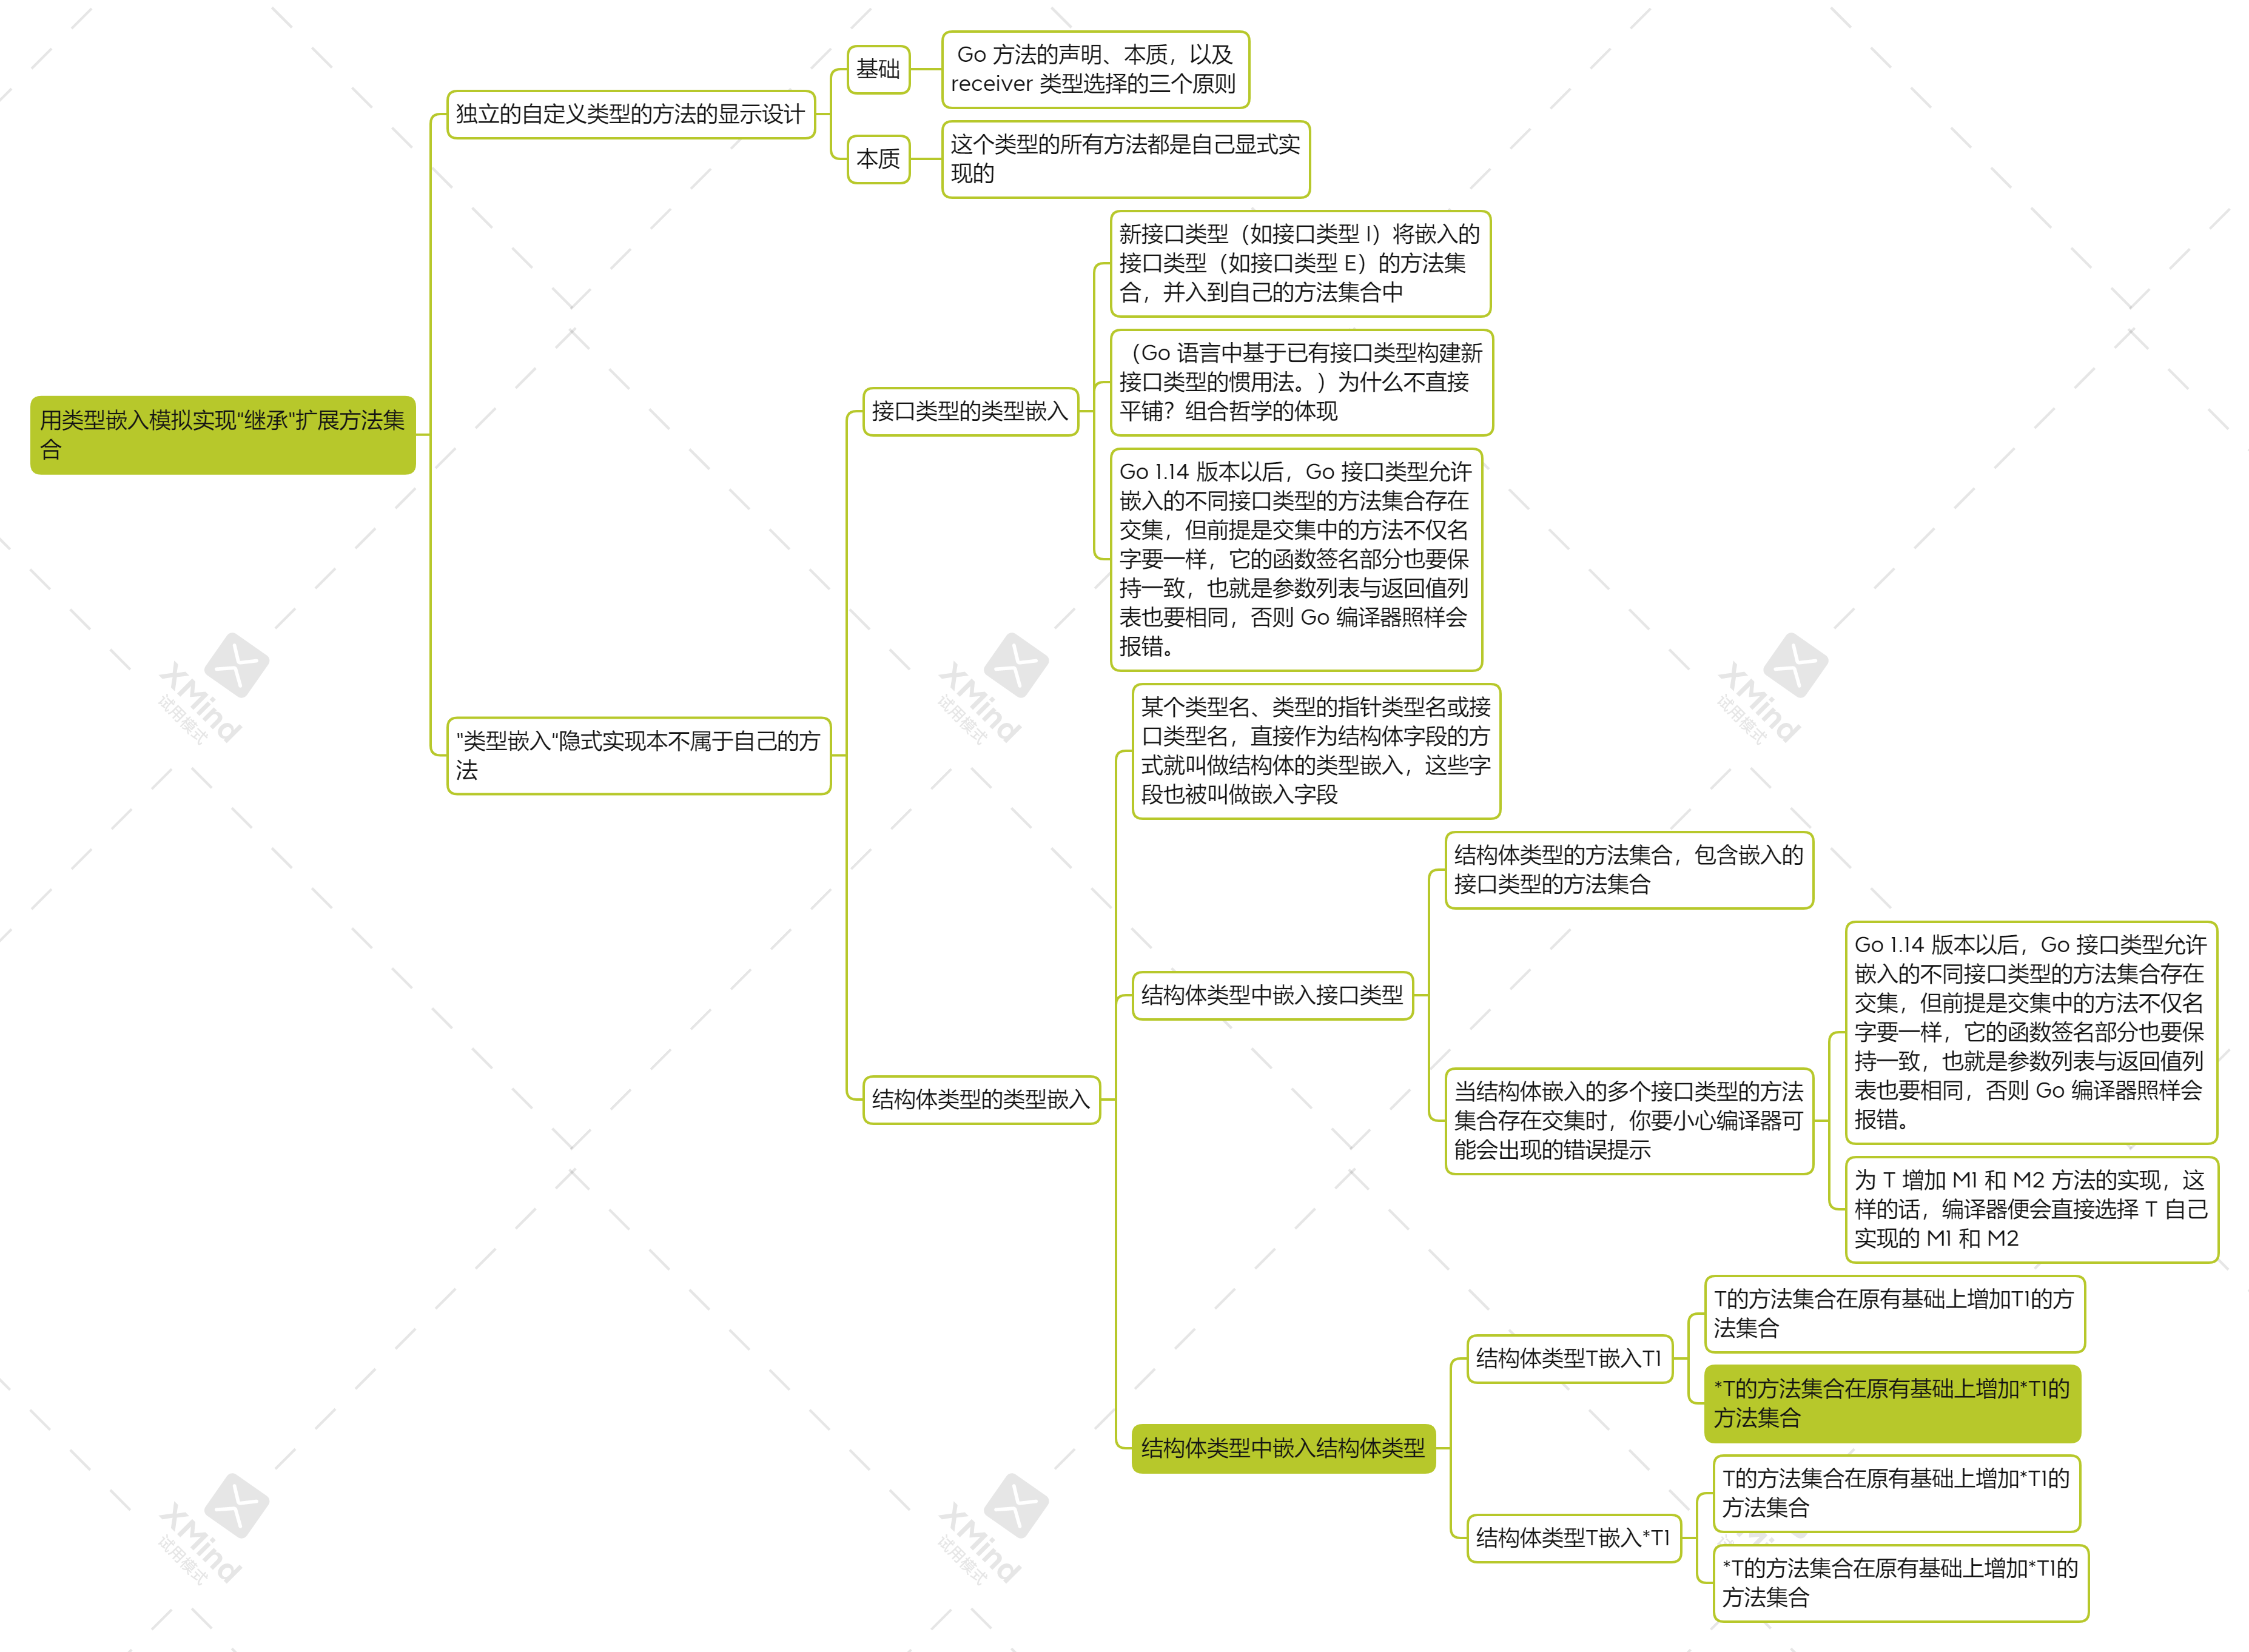 用类型嵌入模拟实现"继承"扩展方法集
合
独立的自定义类型的方法的显示设计
基础
Go 方法的声明、本质，以及
receiver 类型选择的三个原则
本质
这个类型的所有方法都是自己显式实
现的
"类型嵌入"隐式实现本不属于自己的方
法
接口类型的类型嵌入
新接口类型（如接口类型 I）将嵌入的
接口类型（如接口类型 E）的方法集
合，并入到自己的方法集合中
（Go 语言中基于已有接口类型构建新
接口类型的惯用法。）为什么不直接
平铺？组合哲学的体现
Go 1.14 版本以后，Go 接口类型允许
嵌入的不同接口类型的方法集合存在
交集，但前提是交集中的方法不仅名
字要一样，它的函数签名部分也要保
持一致，也就是参数列表与返回值列
表也要相同，否则 Go 编译器照样会
报错。
结构体类型的类型嵌入
某个类型名、类型的指针类型名或接
口类型名，直接作为结构体字段的方
式就叫做结构体的类型嵌入，这些字
段也被叫做嵌入字段
结构体类型中嵌入接口类型
结构体类型的方法集合，包含嵌入的
接口类型的方法集合
当结构体嵌入的多个接口类型的方法
集合存在交集时，你要小心编译器可
能会出现的错误提示
Go 1.14 版本以后，Go 接口类型允许
嵌入的不同接口类型的方法集合存在
交集，但前提是交集中的方法不仅名
字要一样，它的函数签名部分也要保
持一致，也就是参数列表与返回值列
表也要相同，否则 Go 编译器照样会
报错。
为 T 增加 M1 和 M2 方法的实现，这
样的话，编译器便会直接选择 T 自己
实现的 M1 和 M2
结构体类型中嵌入结构体类型
结构体类型T嵌入T1
T的方法集合在原有基础上增加T1的方
法集合
*T的方法集合在原有基础上增加*T1的
方法集合
结构体类型T嵌入*T1
T的方法集合在原有基础上增加*T1的
方法集合
*T的方法集合在原有基础上增加*T1的
方法集合
XMind
试用模式
XMind
试用模式
XMind
试用模式
XMind
试用模式
XMind
试用模式
XMind
试用模式